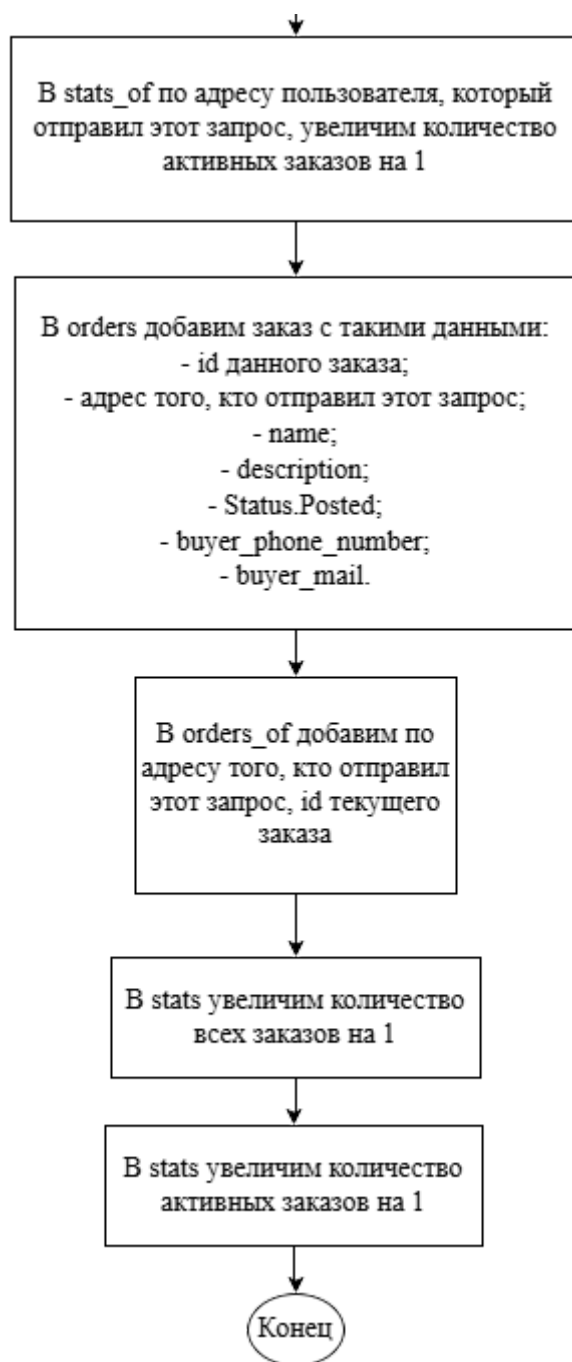 В stats_of по адресу пользователя, который
отправил этот запрос, увеличим количество
активных заказов на 1
В orders добавим заказ с такими данными:
- id данного заказа;
- адрес того, кто отправил этот запрос;
- name;
- description;
- Status.Posted;
- buyer_phone_number;
- buyer_mail.
В orders_of добавим по
адресу того, кто отправил
этот запрос, id текущего
заказа
В stats увеличим количество
всех заказов на 1
В stats увеличим количество
активных заказов на 1
Конец